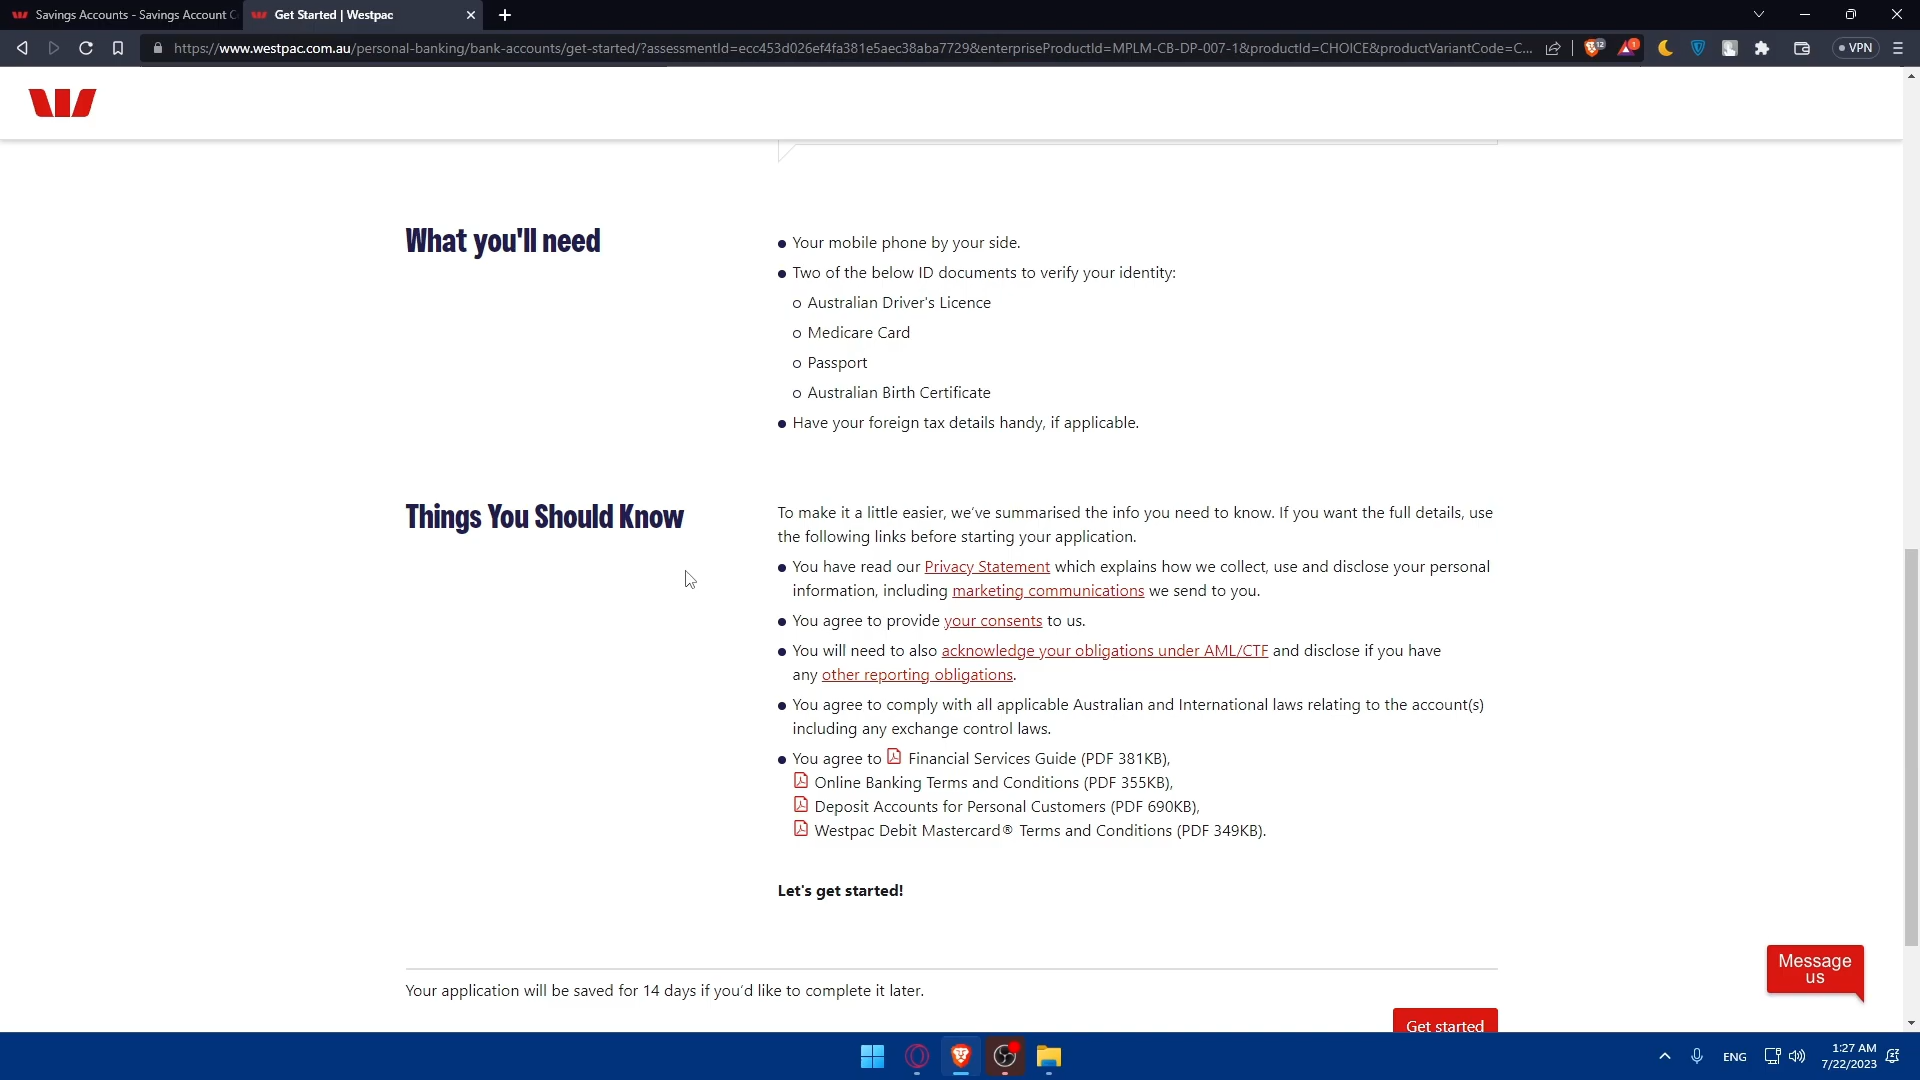 Savings Accounts - Savings Account C
Get Started | Westpac
https://www.westpac.com.au/personal-banking/bank-accounts/get-started/?assessmentId=ecc453d026ef4fa381e5aec38aba7729&enterpriseProductId=MPLM-CB-DP-007-1&productId=CHOICE&productVariantCode=C...
12
1
VPN
What you'll need
Your mobile phone by your side.
Two of the below ID documents to verify your identity:
Australian Driver's Licence
Medicare Card
Passport
Australian Birth Certificate
Have your foreign tax details handy, if applicable.
Things You Should Know
To make it a little easier, we've summarised the info you need to know. If you want the full details, use
the following links before starting your application.
You have read our Privacy Statement which explains how we collect, use and disclose your personal
information, including marketing communications we send to you.
You agree to provide your consents to us.
You will need to also acknowledge your obligations under AML/CTF and disclose if you have
any other reporting obligations.
You agree to comply with all applicable Australian and International laws relating to the account(s)
including any exchange control laws.
You agree to Financial Services Guide (PDF 381KB),
Online Banking Terms and Conditions (PDF 355KB),
Deposit Accounts for Personal Customers (PDF 690KB),
Westpac Debit Mastercard® Terms and Conditions (PDF 349KB).
Let's get started!
Message
us
Your application will be saved for 14 days if you'd like to complete it later.
Get started
ENG
1:27 AM
7/22/2023